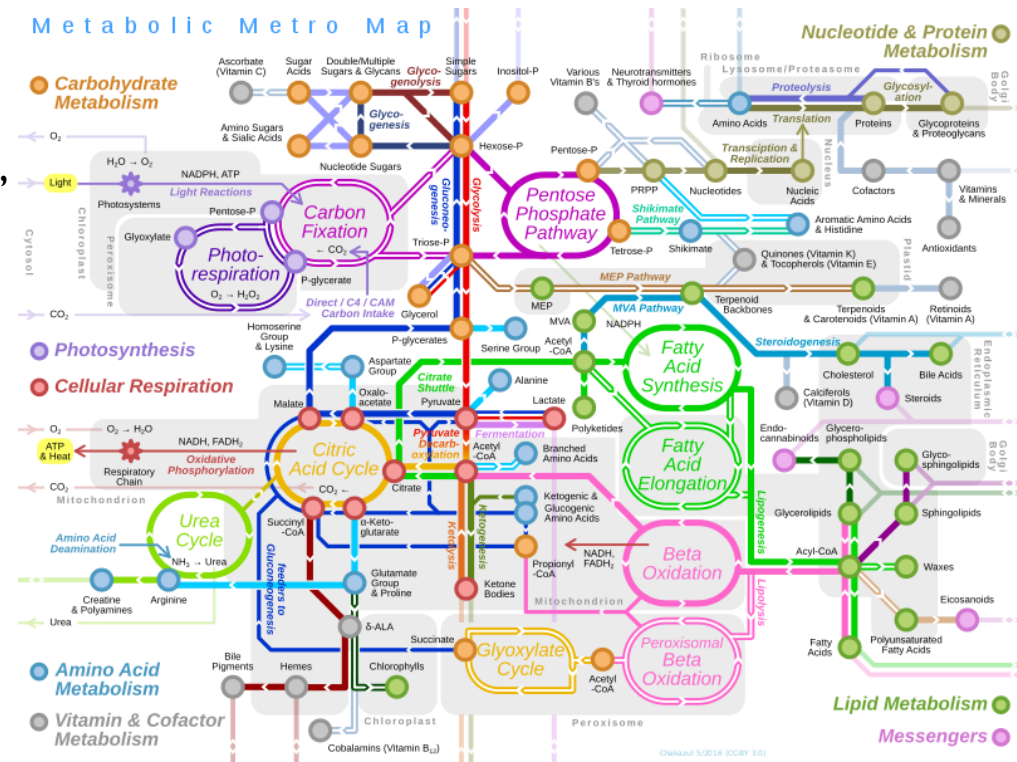 Metabolic Metro Map
Nucleotide & Protein
Metabolism
Carbohydrate
Metabolism
Ascorbate
(Vitamin C)
Sugar
Acids
Double/Multiple
Sugars & Glycans
Glyco-
genolysis
Simple
Sugars
Inositol-P
Various
Vitamin B's
Neurotransmitters
& Thyroid hormones
Ribosome
Lysosome/Proteasome
Proteolysis
Glycosyl-
ation
Golgi
Body
Amino Sugars
& Sialic Acids
Glyco-
genesis
Nucleotide Sugars
Hexose-P
Amino Acids
Translation
Proteins
Glycoproteins
& Proteoglycans
,
O₂
H₂O → O₂
Light
NADPH, ATP
Light Reactions
Photosystems
Pentose-P
Transcription &
Replication
Nucleus
PRPP
Nucleotides
Nucleic
Acids
Cofactors
Vitamins
& Minerals
Chloroplast
Cytosol
Peroxisome
Pentose-P
Carbon
Fixation
← CO₂
Gluconeo-
genesis
Glycolysis
Pentose
Phosphate
Pathway
Shikimate
Pathway
Aromatic Amino Acids
& Histidine
Antioxidants
Glyoxylate
Photo-
respiration
O₂ → H₂O₂
Triose-P
Tetrose-P
Shikimate
Quinones (Vitamin K)
& Tocopherols (Vitamin E)
Plastid
P-glycerate
Direct / C4 / CAM
Carbon Intake
Glycerol
MEP Pathway
MEP
MVA Pathway
Terpenoid
Backbones
Terpenoids
& Carotenoids (Vitamin A)
Retinoids
(Vitamin A)
CO₂
Homoserine
Group
& Lysine
P-glycerates
Serine Group
MVA
NADPH
Acetyl
-CoA
Steroidogenesis
Endoplasmic
Reticulum
Photosynthesis
Cellular Respiration
Aspartate
Group
Citrate
Shuttle
Alanine
Fatty
Acid
Synthesis
Cholesterol
Bile Acids
Calciferols
(Vitamin D)
Steroids
Malate
Oxalo-
acetate
Pyruvate
Lactate
Polyketides
O₂
O₂ → H₂O
ATP
& Heat
NADH, FADH₂
Oxidative
Phosphorylation
Respiratory
Chain
CO₂
Mitochondrion
Citric
Acid Cycle
CO₂ ←
Pyruvate
Decarb-
oxylation
Fermentation
Acetyl
-CoA
Branched
Amino Acids
Citrate
Fatty
Acid
Elongation
Endo-
cannabinoids
Glycero-
phospholipids
Glyco-
sphingolipids
Golgi
Body
Urea
Cycle
Succinyl
-CoA
α-Keto-
glutarate
Ketolysis
Ketogenesis
Ketogenic &
Glucogenic
Amino Acids
Lipogenesis
Glycerolipids
Sphingolipids
Amino Acid
Deamination
NH₃ → Urea
Propionyl
-CoA
NADH,
FADH₂
Beta
Oxidation
Acyl-CoA
Waxes
Creatine
& Polyamines
Arginine
feeders to
Gluconeogenesis
Glutamate
Group
& Proline
Ketone
Bodies
Mitochondrion
Lipolysis
Eicosanoids
Urea
δ-ALA
Succinate
Glyoxylate
Cycle
Acetyl
-CoA
Peroxisomal
Beta
Oxidation
Fatty
Acids
Polyunsaturated
Fatty Acids
Amino Acid
Metabolism
Vitamin & Cofactor
Metabolism
Bile
Pigments
Hemes
Chlorophylls
Chloroplast
Cobalamins (Vitamin B₁₂)
Peroxisome
Lipid Metabolism
Messengers
Chakazul 5/2016 (CC-BY 3.0)